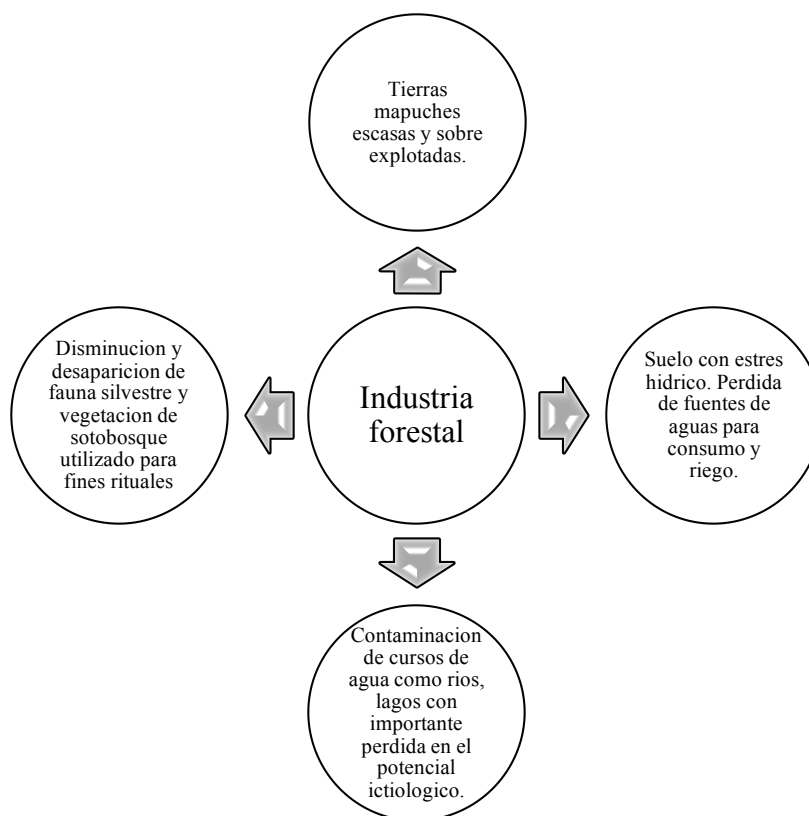 Tierras
mapuches
escasas y sobre
explotadas.
Disminucion y
desaparicion de
fauna silvestre y
vegetacion de
sotobosque
utilizado para
fines rituales
Industria
forestal
Suelo con estres
hidrico. Perdida
de fuentes de
aguas para
consumo y
riego.
Contaminacion
de cursos de
agua como rios,
lagos con
importante
perdida en el
potencial
ictiologico.